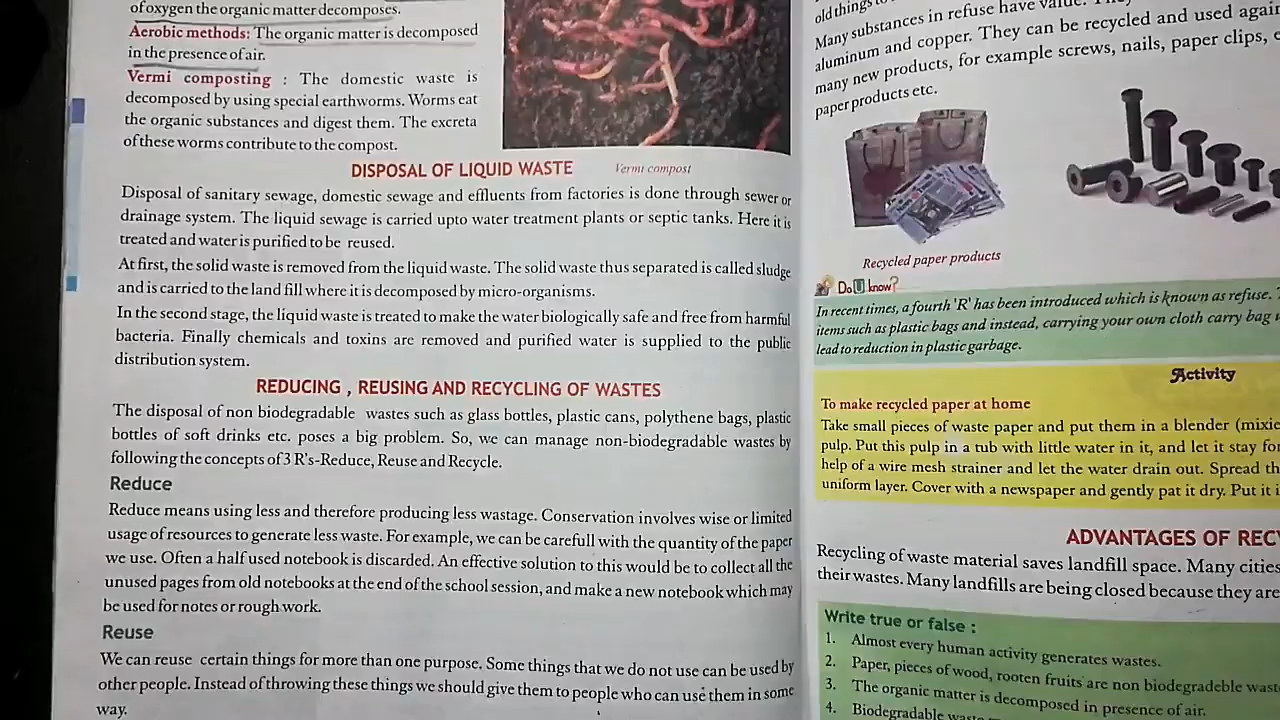 of oxygen the organic matter decomposes.
Aerobic methods: The organic matter is decomposed
in the presence of air.
Vermi composting : The domestic waste is
decomposed by using special earthworms. Worms eat
the organic substances and digest them. The excreta
of these worms contribute to the compost.
Vermi compost
DISPOSAL OF LIQUID WASTE
Disposal of sanitary sewage, domestic sewage and effluents from factories is done through sewer or
drainage system. The liquid sewage is carried upto water treatment plants or septic tanks. Here it is
treated and water is purified to be reused.
At first, the solid waste is removed from the liquid waste. The solid waste thus separated is called sludge
and is carried to the land fill where it is decomposed by micro-organisms.
In the second stage, the liquid waste is treated to make the water biologically safe and free from harmful
bacteria. Finally chemicals and toxins are removed and purified water is supplied to the public
distribution system.
REDUCING , REUSING AND RECYCLING OF WASTES
The disposal of non biodegradable wastes such as glass bottles, plastic cans, polythene bags, plastic
bottles of soft drinks etc. poses a big problem. So, we can manage non-biodegradable wastes by
following the concepts of 3 R's-Reduce, Reuse and Recycle.
Reduce
Reduce means using less and therefore producing less wastage. Conservation involves wise or limited
usage of resources to generate less waste. For example, we can be carefull with the quantity of the paper
we use. Often a half used notebook is discarded. An effective solution to this would be to collect all the
unused pages from old notebooks at the end of the school session, and make a new notebook which may
be used for notes or rough work.
Reuse
We can reuse certain things for more than one purpose. Some things that we do not use can be used by
other people. Instead of throwing these things we should give them to people who can use them in some
way.
old things
Many substances in refuse have value.
aluminum and copper. They can be recycled and used again
many new products, for example screws, nails, paper clips,
paper products etc.
Recycled paper products
Do U know?
In recent times, a fourth 'R' has been introduced which is known as refuse.
items such as plastic bags and instead, carrying your own cloth carry bag
lead to reduction in plastic garbage.
Activity
To make recycled paper at home
Take small pieces of waste paper and put them in a blender (mixie
pulp. Put this pulp in a tub with little water in it, and let it stay for
help of a wire mesh strainer and let the water drain out. Spread th
uniform layer. Cover with a newspaper and gently pat it dry. Put it i
ADVANTAGES OF REC
Recycling of waste material saves landfill space. Many cities
their wastes. Many landfills are being closed because they are
Write true or false :
1. Almost every human activity generates wastes.
2. Paper, pieces of wood, rooten fruits are non biodegradeble wast
3. The organic matter is decomposed in presence of air.
4. Biodegradable